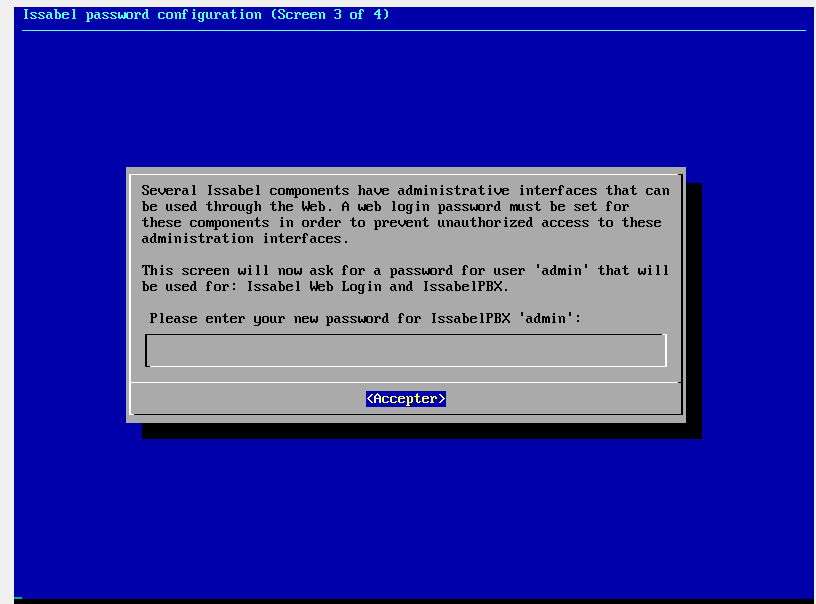 Issabel password configuration (Screen 3 of 4)
Several Issabel components have administrative interfaces that can
be used through the Web. A web login password must be set for
these components in order to prevent unauthorized access to these
administration interfaces.
This screen will now ask for a password for user 'admin' that will
be used for: Issabel Web Login and IssabelPBX.
Please enter your new password for IssabelPBX 'admin':
<Accepter>